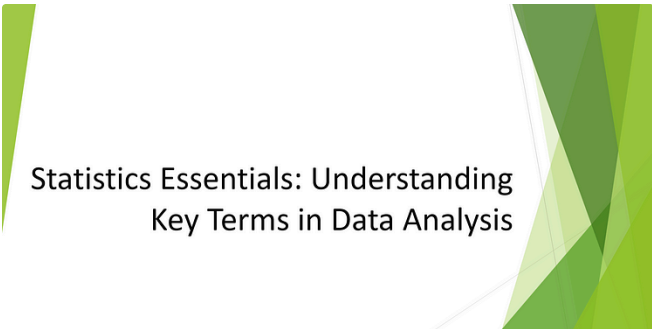 Statistics Essentials: Understanding
Key Terms in Data Analysis